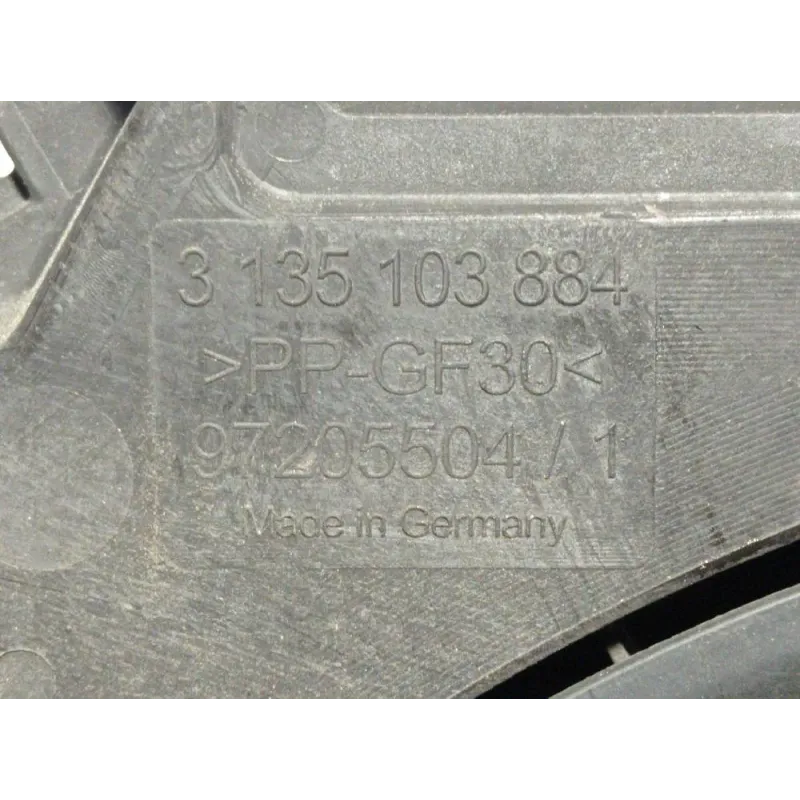 3 135 103 884
>PP-GF30<
97205504 / 1
Made in Germany